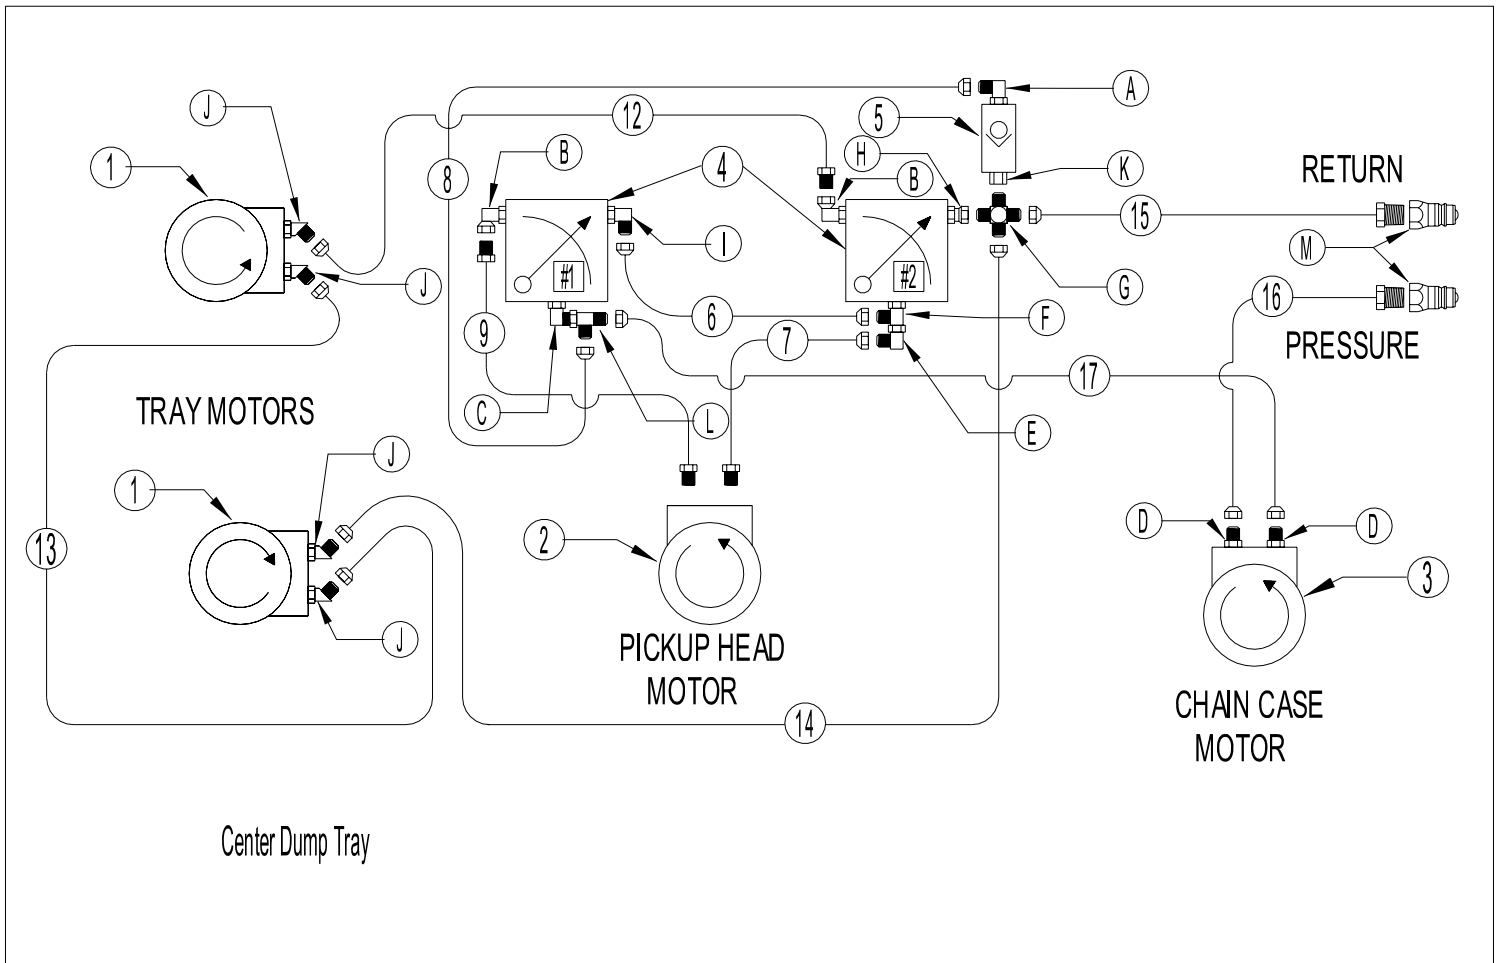 A
J
12
5
1
B
8
4
H
B
K
RETURN
15
I
M
J
#1
#2
G
16
9
6
7
F
PRESSURE
17
TRAY MOTORS
C
L
E
J
1
D
D
13
2
3
J
PICKUP HEAD
MOTOR
14
CHAIN CASE
MOTOR
Center Dump Tray